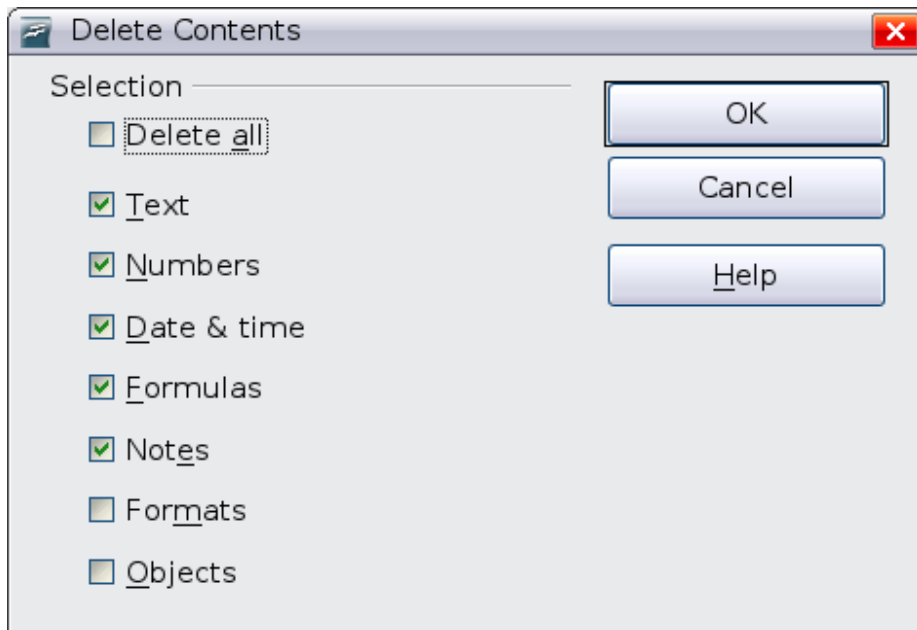 Delete Contents
Selection
Delete all
Text
Numbers
Date & time
Formulas
Notes
Formats
Objects
OK
Cancel
Help